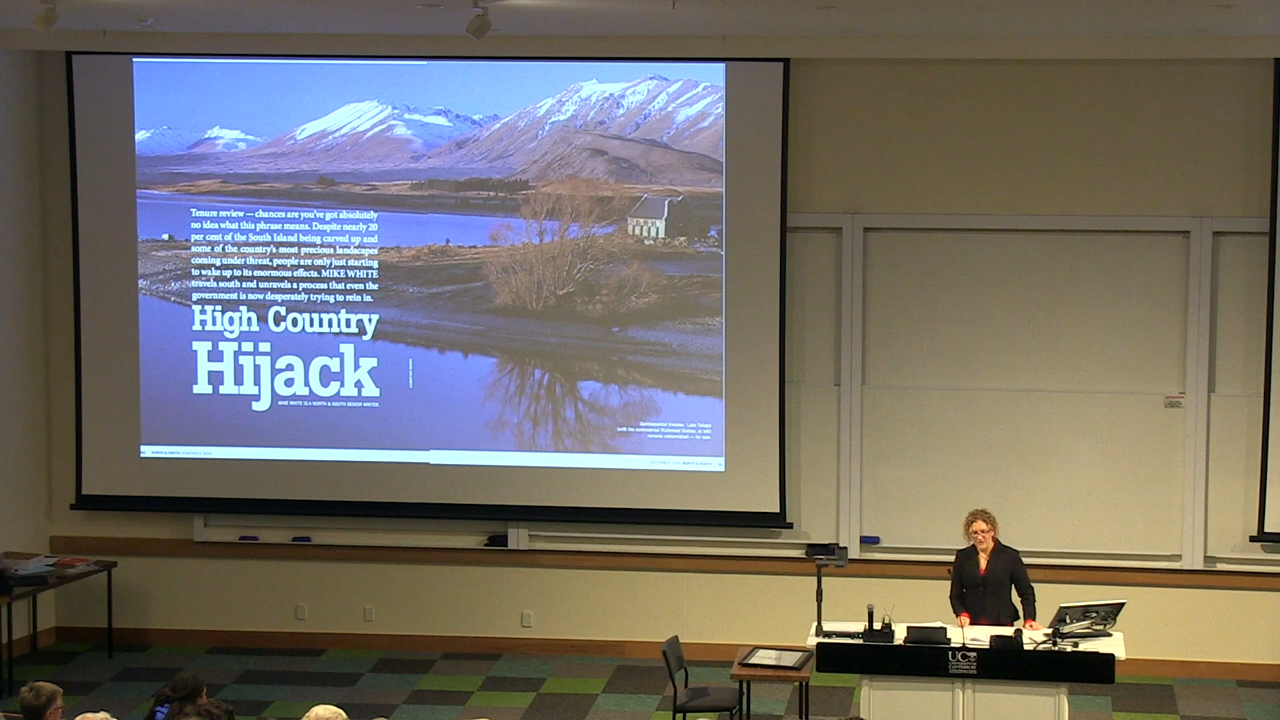 Tenure review — chances are you've got absolutely
no idea what this phrase means. Despite nearly 20
per cent of the South Island being carved up and
some of the country's most precious landscapes
coming under threat, people are only just starting
to wake up to its enormous effects. MIKE WHITE
travels south and unravels a process that even the
government is now desperately trying to rein in.
High Country
Hijack
MIKE WHITE IS A NORTH & SOUTH SENIOR WRITER.
UC